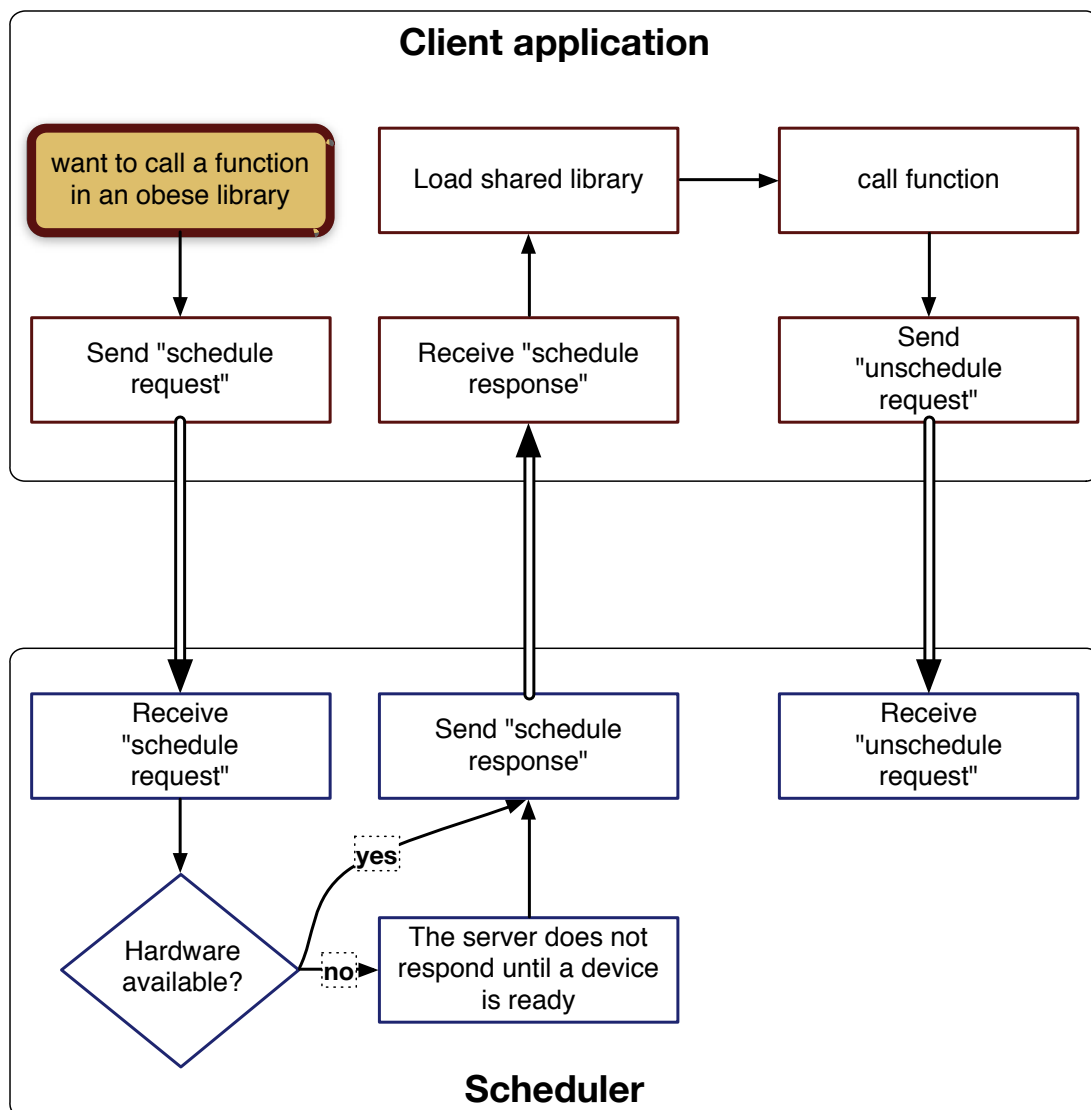 Client application
want to call a function
in an obese library
Load shared library
call function
Send "schedule
request"
Receive "schedule
response"
Send
"unschedule
request"
Receive
"schedule
request"
Send "schedule
response"
Receive
"unschedule
request"
yes
Hardware
available?
no
The server does not
respond until a device
is ready
Scheduler